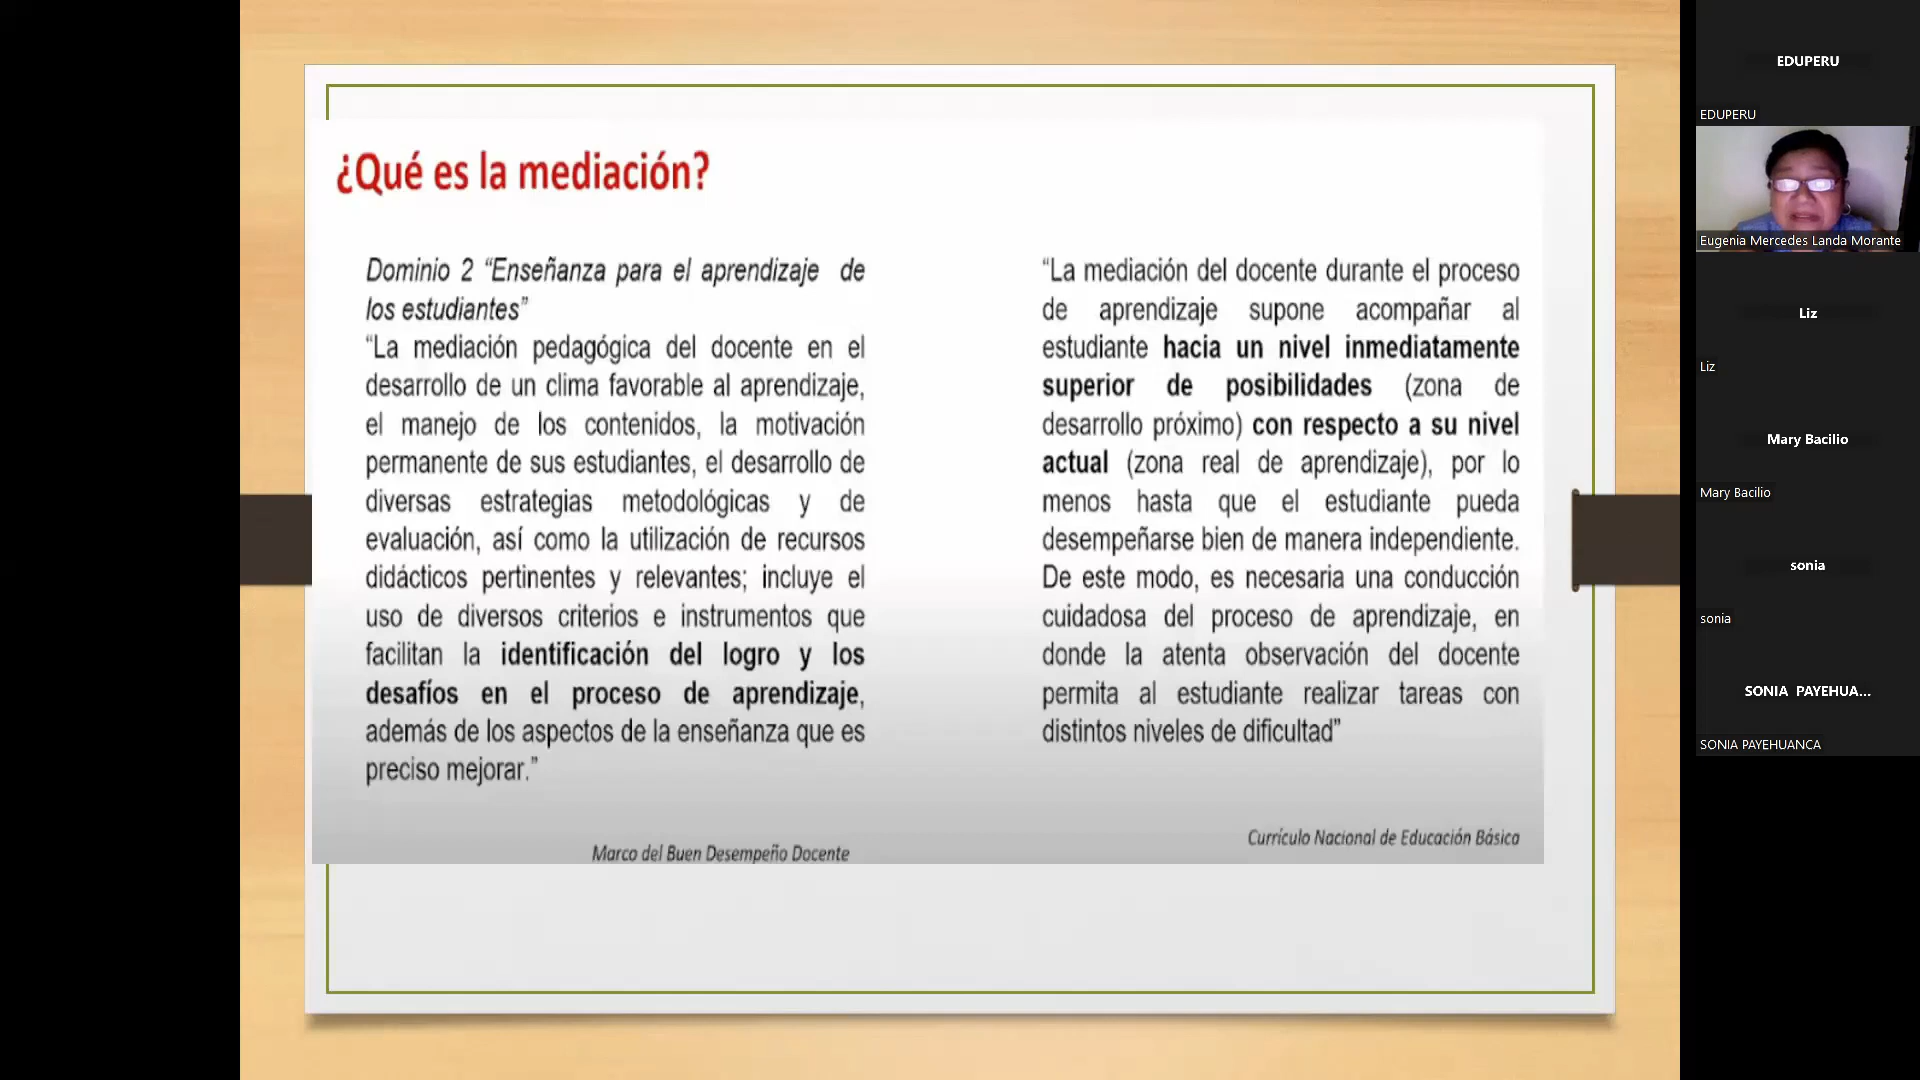 ¿Qué es la mediación?
Dominio 2 “Enseñanza para el aprendizaje de
los estudiantes”
“La mediación pedagógica del docente en el
desarrollo de un clima favorable al aprendizaje,
el manejo de los contenidos, la motivación
permanente de sus estudiantes, el desarrollo de
diversas estrategias metodológicas y de
evaluación, así como la utilización de recursos
didácticos pertinentes y relevantes; incluye el
uso de diversos criterios e instrumentos que
facilitan la identificación del logro y los
desafíos en el proceso de aprendizaje,
además de los aspectos de la enseñanza que es
preciso mejorar.”
Marco del Buen Desempeño Docente
“La mediación del docente durante el proceso
de aprendizaje supone acompañar al
estudiante hacia un nivel inmediatamente
superior de posibilidades (zona de
desarrollo próximo) con respecto a su nivel
actual (zona real de aprendizaje), por lo
menos hasta que el estudiante pueda
desempeñarse bien de manera independiente.
De este modo, es necesaria una conducción
cuidadosa del proceso de aprendizaje, en
donde la atenta observación del docente
permita al estudiante realizar tareas con
distintos niveles de dificultad”
Currículo Nacional de Educación Básica
EDUPERU
EDUPERU
Eugenia Mercedes Landa Morante
Liz
Liz
Mary Bacilio
Mary Bacilio
sonia
sonia
SONIA PAYEHUA...
SONIA PAYEHUANCA